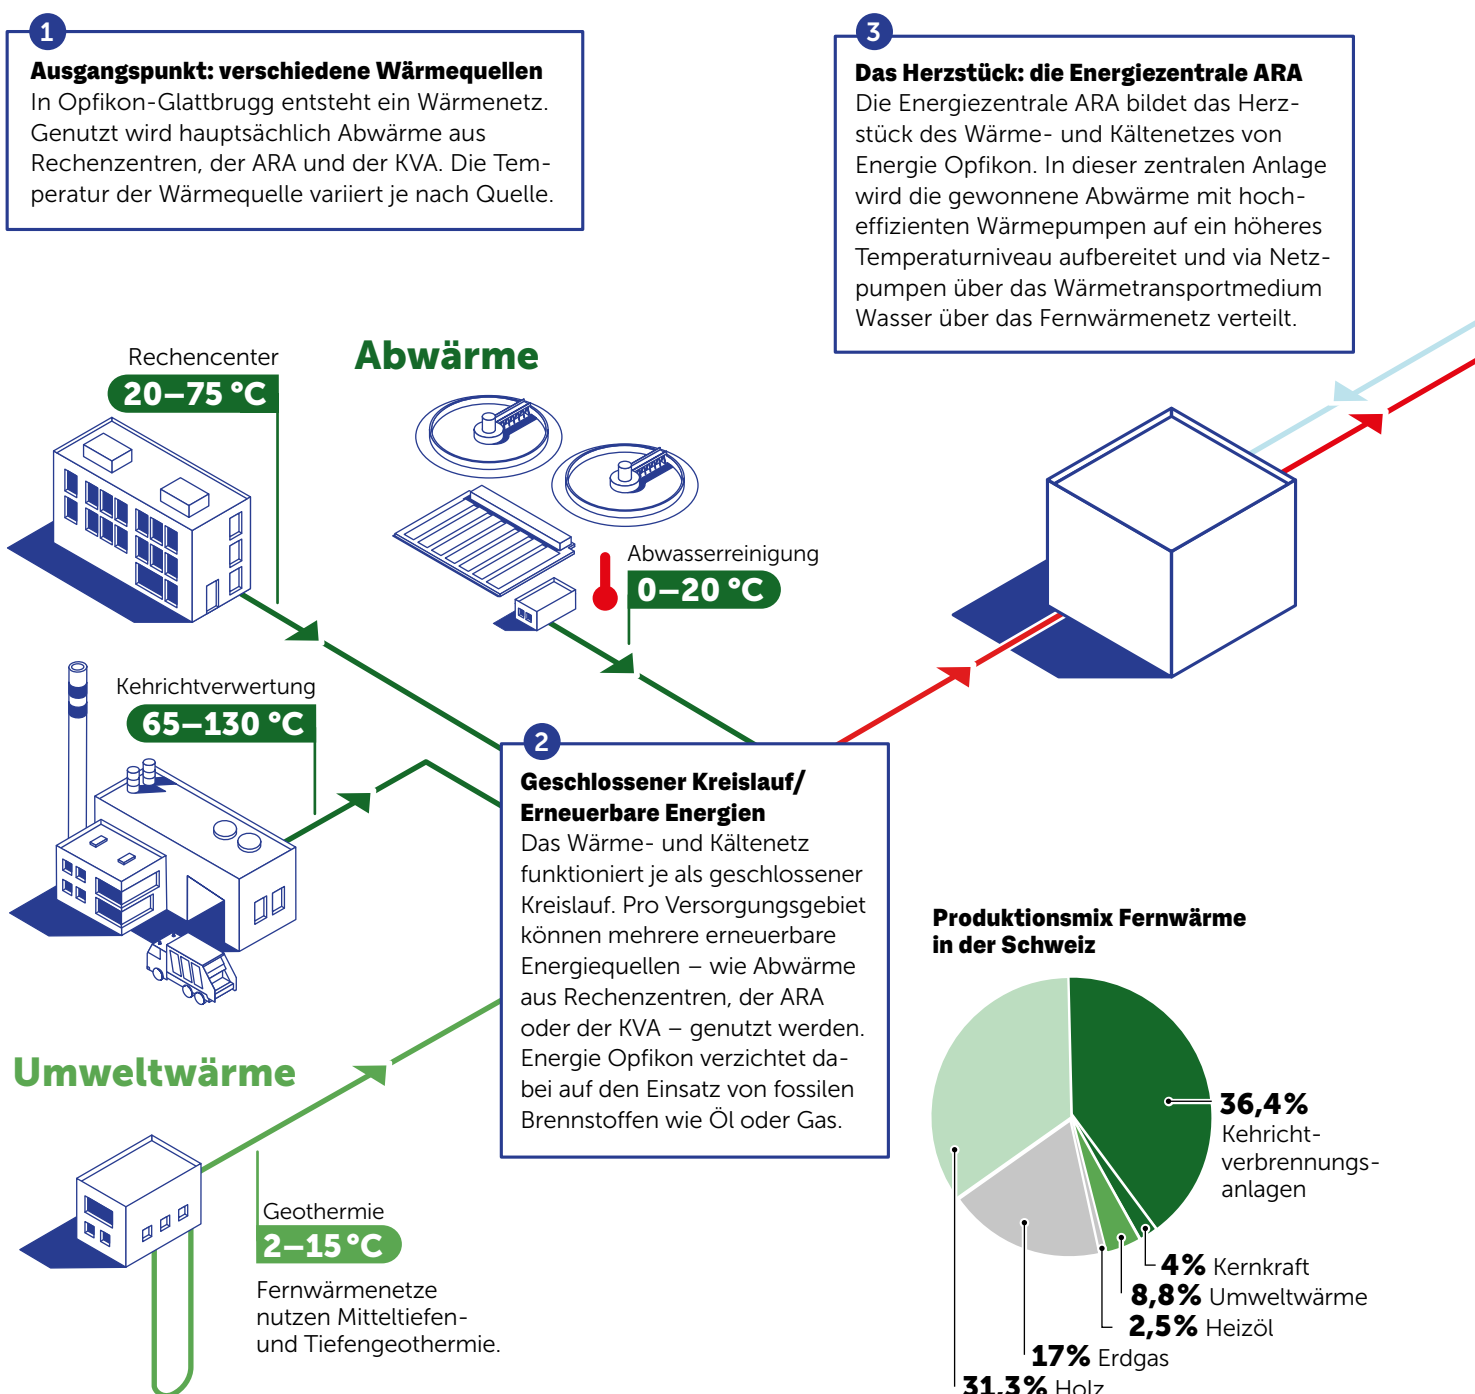 1
Ausgangspunkt: verschiedene Wärmequellen
In Opfikon-Glattbrugg entsteht ein Wärmenetz.
Genutzt wird hauptsächlich Abwärme aus
Rechenzentren, der ARA und der KVA. Die Tem-
peratur der Wärmequelle variiert je nach Quelle.
3
Das Herzstück: die Energiezentrale ARA
Die Energiezentrale ARA bildet das Herz-
stück des Wärme- und Kältenetzes von
Energie Opfikon. In dieser zentralen Anlage
wird die gewonnene Abwärme mit hoch-
effizienten Wärmepumpen auf ein höheres
Temperaturniveau aufbereitet und via Netz-
pumpen über das Wärmetransportmedium
Wasser über das Fernwärmenetz verteilt.
Abwärme
Rechencenter
20–75 °C
Abwasserreinigung
0–20 °C
Kehrichtverwertung
65–130 °C
2
Geschlossener Kreislauf/
Erneuerbare Energien
Das Wärme- und Kältenetz
funktioniert je als geschlossener
Kreislauf. Pro Versorgungsgebiet
können mehrere erneuerbare
Energiequellen – wie Abwärme
aus Rechenzentren, der ARA
oder der KVA – genutzt werden.
Energie Opfikon verzichtet da-
bei auf den Einsatz von fossilen
Brennstoffen wie Öl oder Gas.
Umweltwärme
Geothermie
2–15 °C
Fernwärmenetze
nutzen Mitteltiefen-
und Tiefengeothermie.
Produktionsmix Fernwärme
in der Schweiz
36,4%
Kehricht-
verbrennungs-
anlagen
4% Kernkraft
8,8% Umweltwärme
2,5% Heizöl
17% Erdgas
31,3% Holz